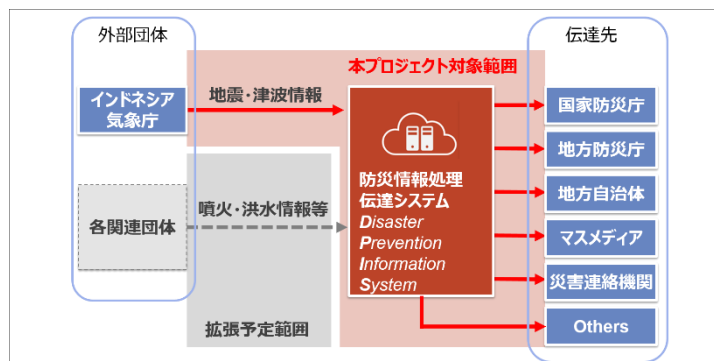 外部団体
伝達先
本プロジェクト対象範囲
インドネシア
気象庁
地震・津波情報
各関連団体
噴火・洪水情報等
拡張予定範囲
防災情報処理
伝達システム
Disaster
Prevention
Information
System
国家防災庁
地方防災庁
地方自治体
マスメディア
災害連絡機関
Others